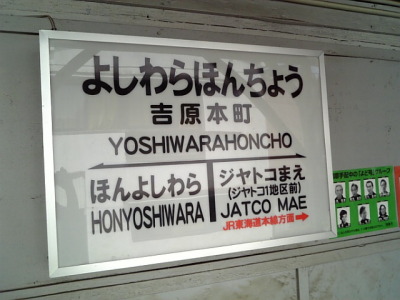 よしわらほんちょう
吉原本町
YOSHIWARAHONCHO
ほんよしわら
HONYOSHIWARA
ジヤトコまえ
(ジヤトコ1地区前)
JATCO MAE
JR東海道本線方面→